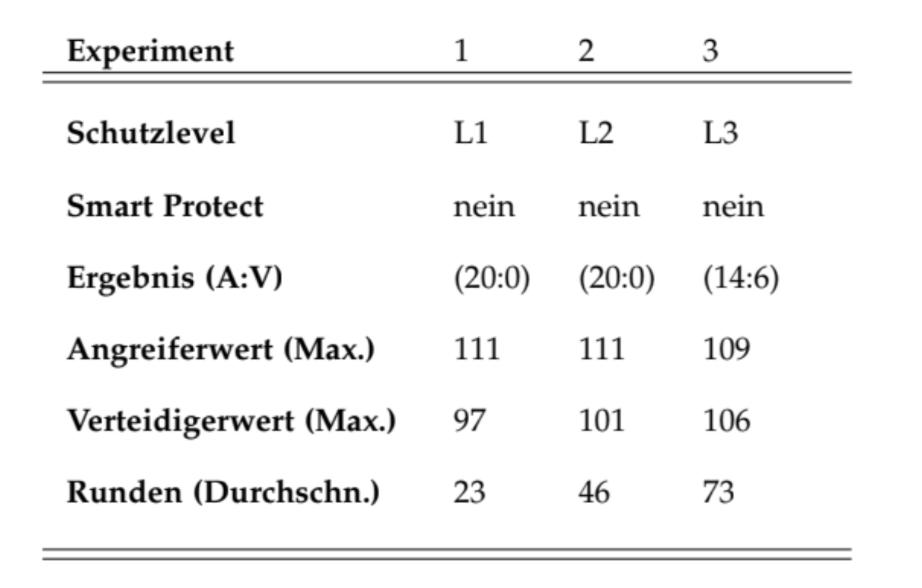 Experiment 1 2 3
Schutzlevel L1 L2 L3
Smart Protect nein nein nein
Ergebnis (A:V) (20:0) (20:0) (14:6)
Angreiferwert (Max.) 111 111 109
Verteidigerwert (Max.) 97 101 106
Runden (Durchschn.) 23 46 73